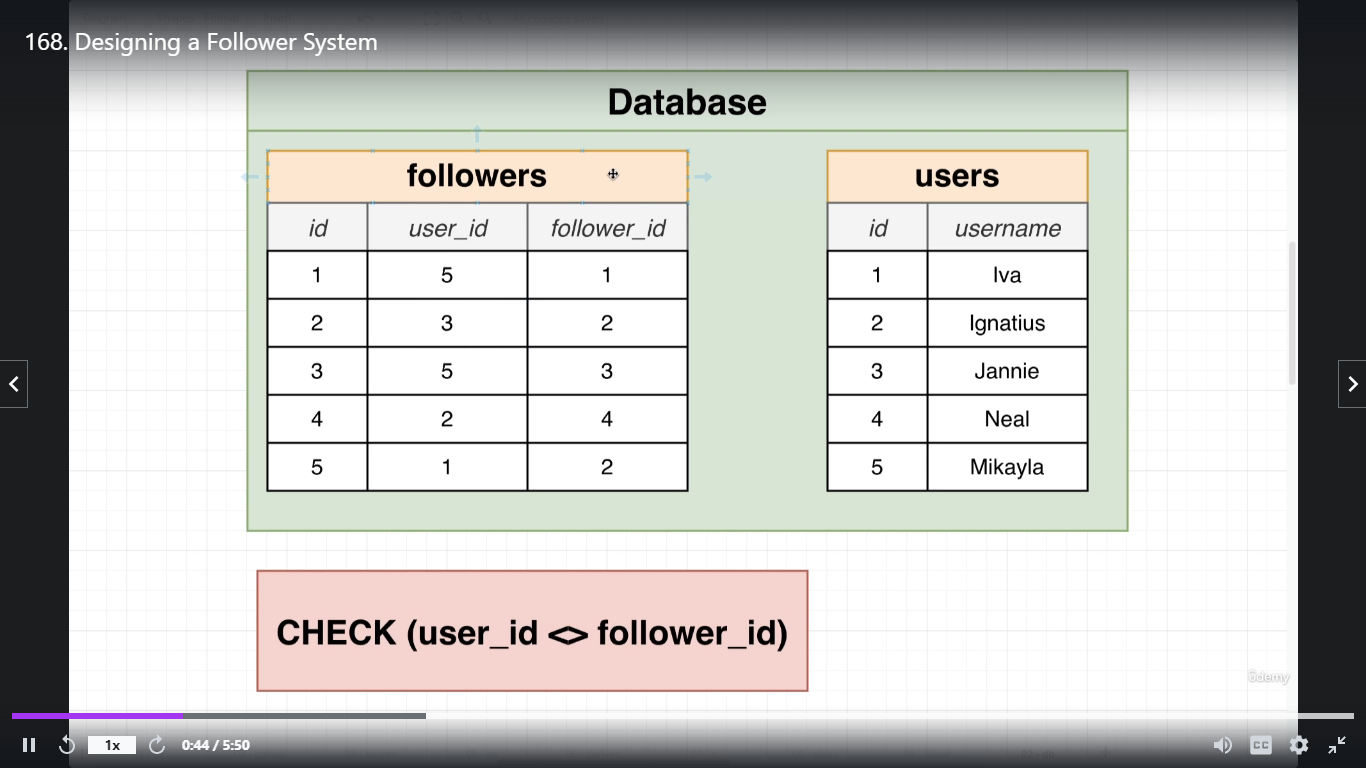 168. Designing a Follower System
Database
followers
id user_id follower_id
1 5 1
2 3 2
3 5 3
4 2 4
5 1 2
users
id username
1 Iva
2 Ignatius
3 Jannie
4 Neal
5 Mikayla
CHECK (user_id <> follower_id)
ûdemy
1x
0:44 / 5:50
CC